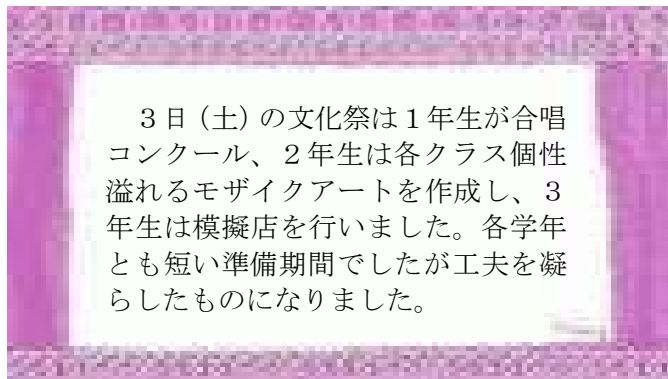 ３日（土）の文化祭は１年生が合唱
コンクール、２年生は各クラス個性
溢れるモザイクアートを作成し、３
年生は模擬店を行いました。各学年
とも短い準備期間でしたが工夫を凝
らしたものになりました。